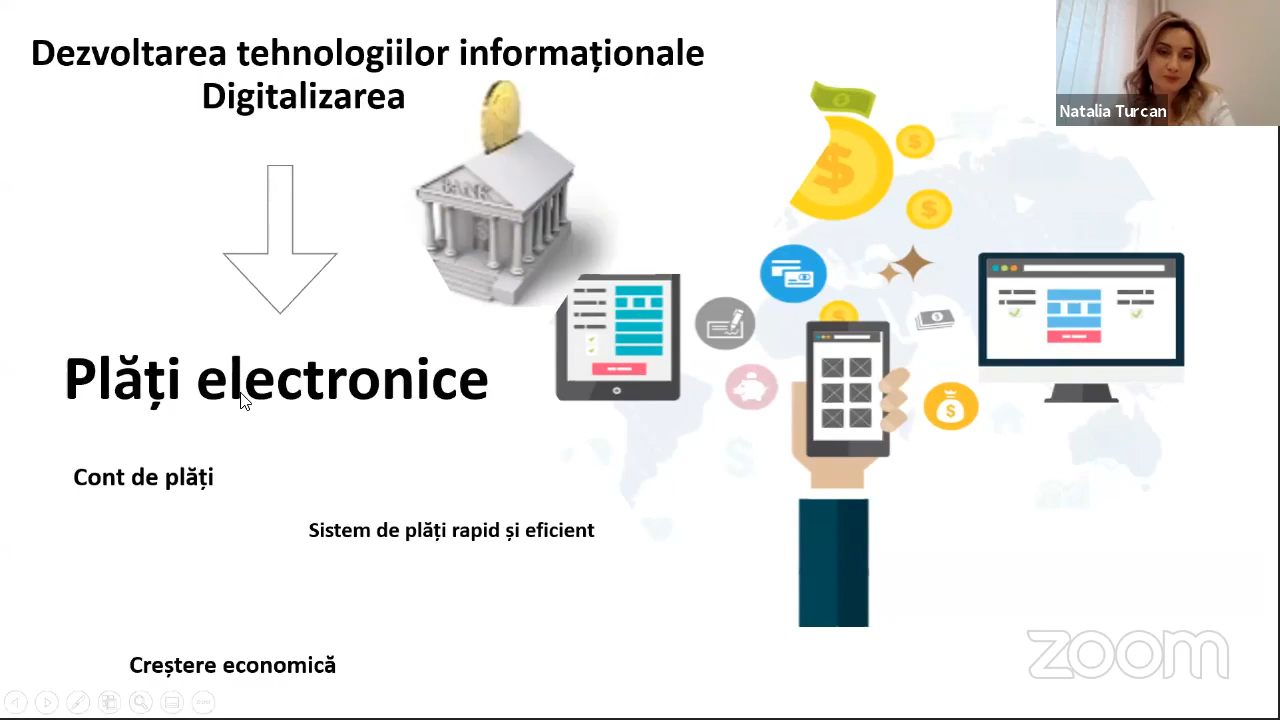 Dezvoltarea tehnologiilor informaționale
Digitalizarea
Natalia Turcan
BANK
Plăți electronice
Cont de plăți
Sistem de plăți rapid și eficient
zoom
Creștere economică